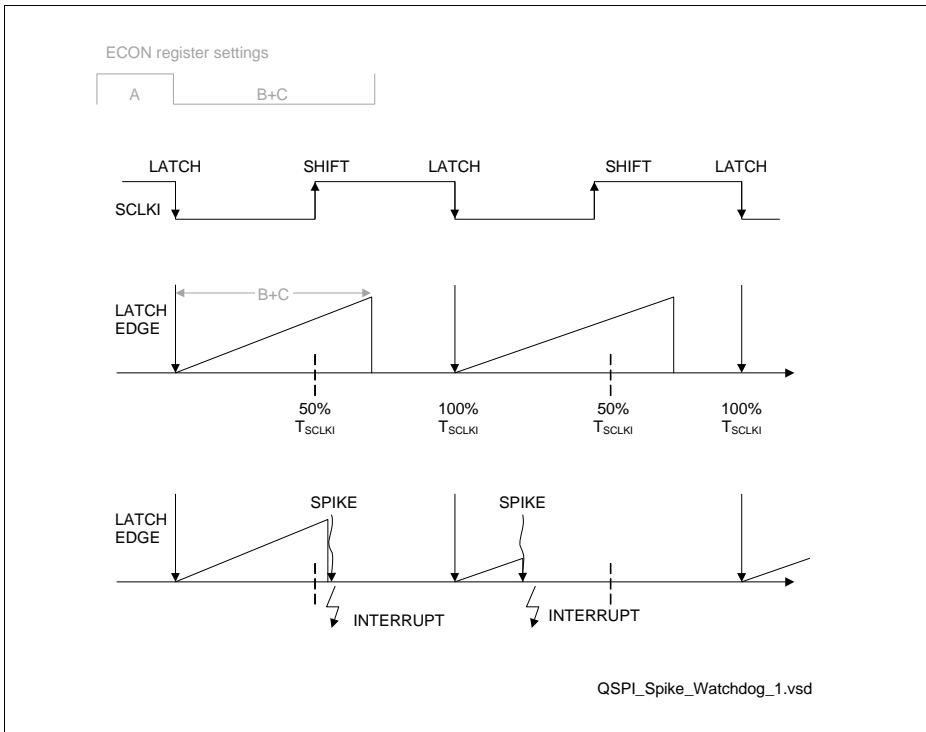 ECON register settings
A B+C
LATCH SHIFT LATCH SHIFT LATCH
SCLKI
B+C
LATCH
EDGE
50% 100% 50% 100%
TSCLKI TSCLKI TSCLKI TSCLKI
SPIKE SPIKE
LATCH
EDGE
INTERRUPT INTERRUPT
QSPI_Spike_Watchdog_1.vsd